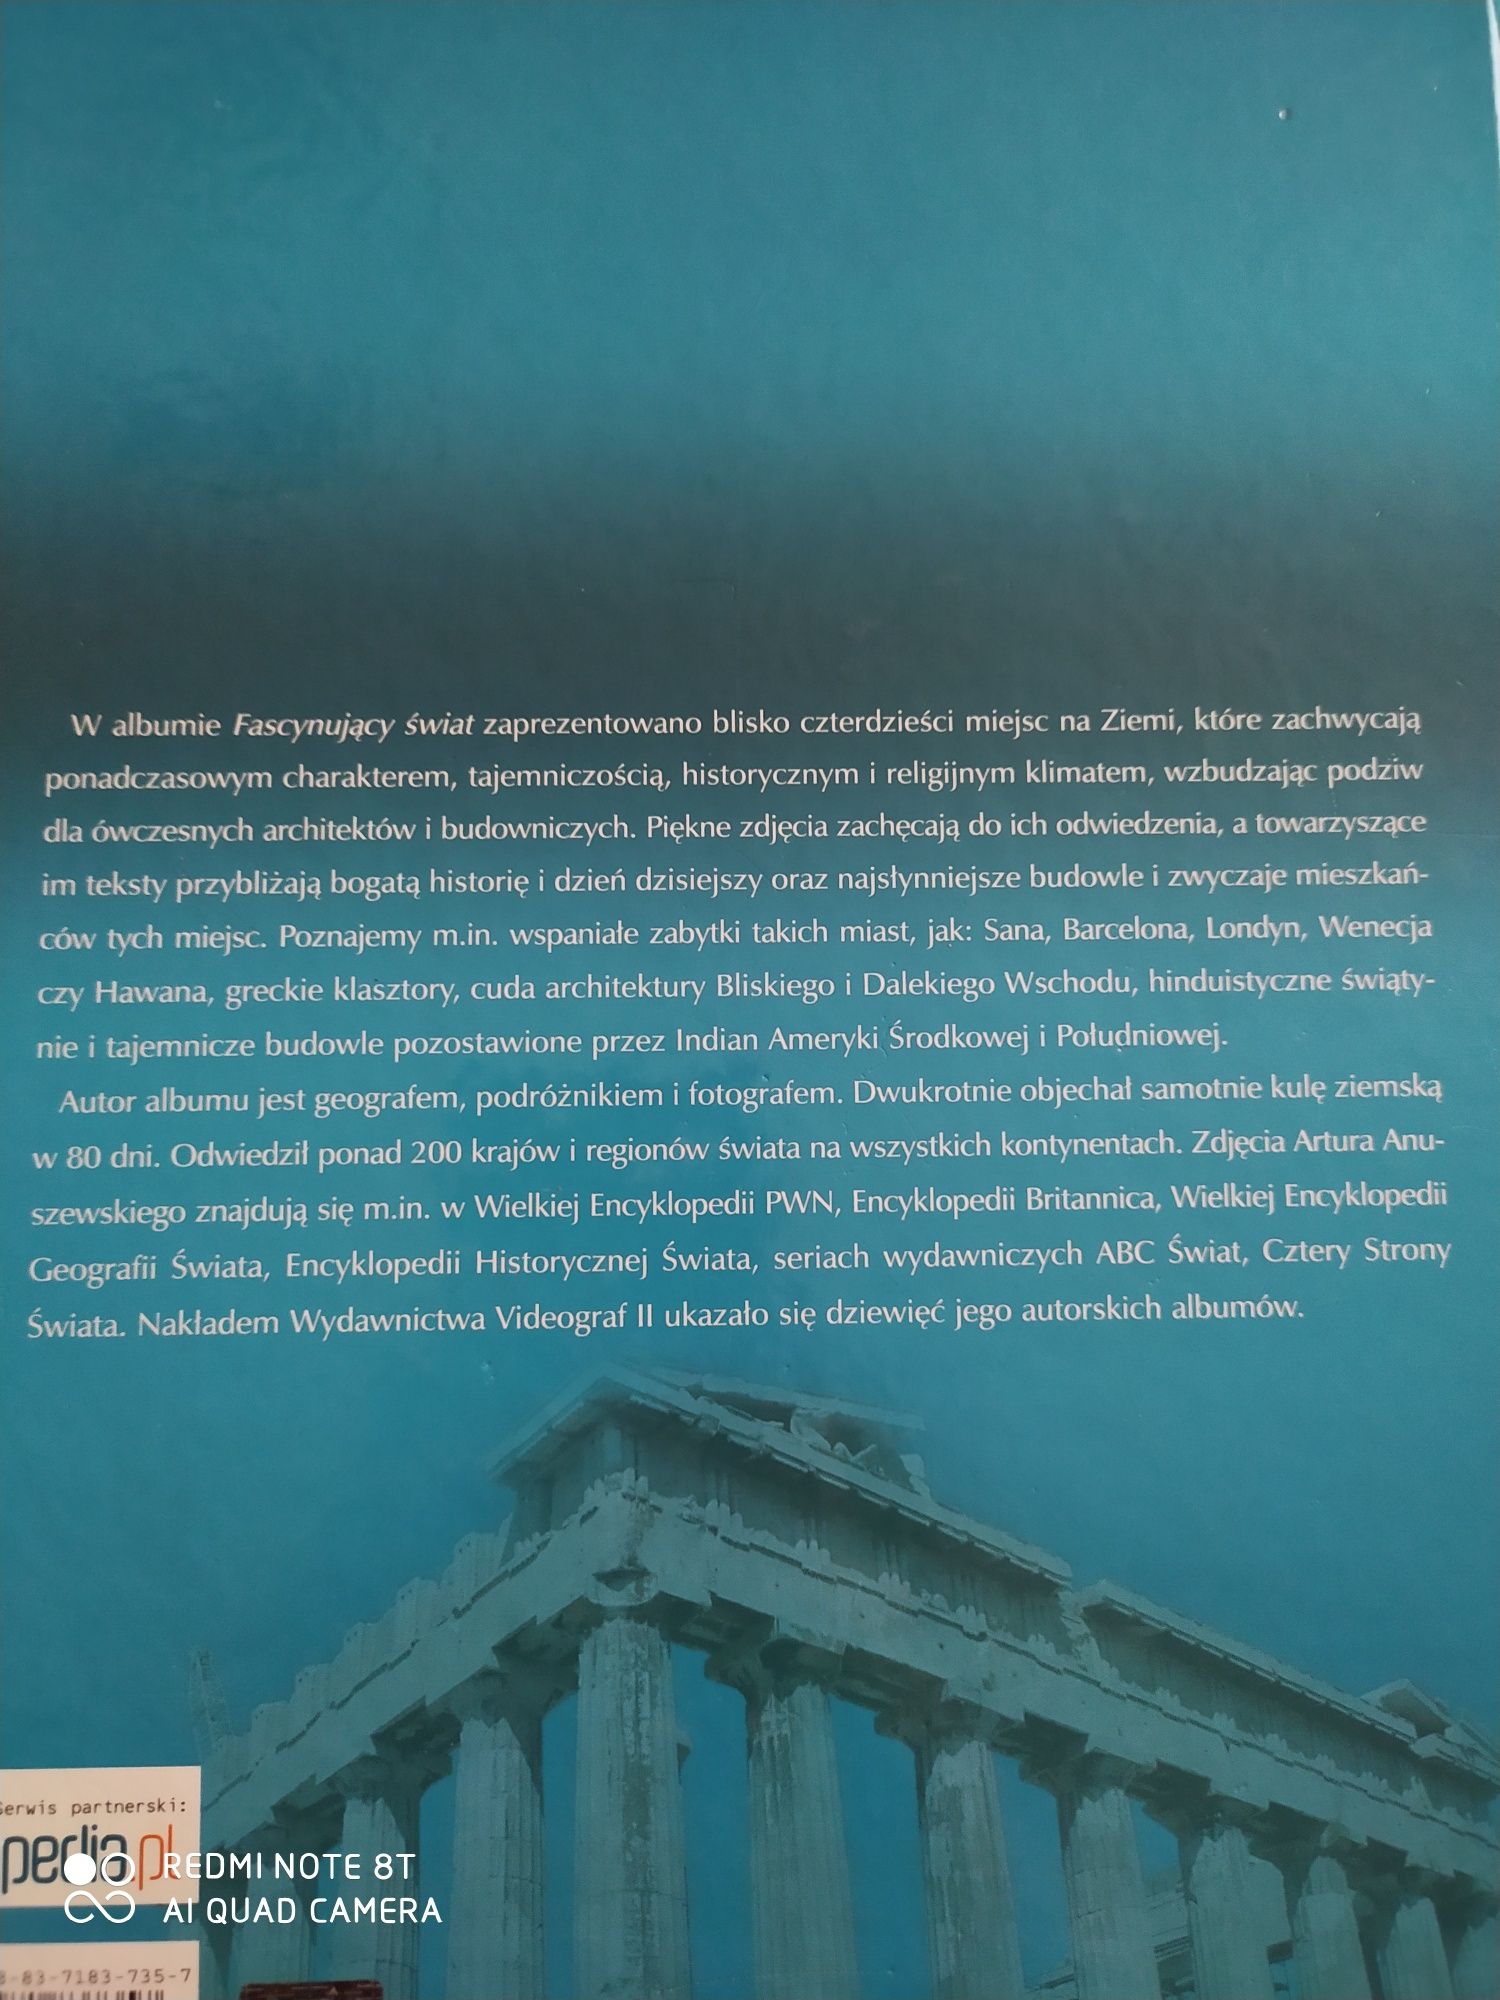 W albumie Fascynujący świat zaprezentowano blisko czterdzieści miejsc na Ziemi, które zachwycają
ponadczasowym charakterem, tajemniczością, historycznym i religijnym klimatem, wzbudzając podziw
dla ówczesnych architektów i budowniczych. Piękne zdjęcia zachęcają do ich odwiedzenia, a towarzyszące
im teksty przybliżają bogatą historię i dzień dzisiejszy oraz najsłynniejsze budowle i zwyczaje mieszkań-
ców tych miejsc. Poznajemy m.in. wspaniałe zabytki takich miast, jak: Sana, Barcelona, Londyn, Wenecja
czy Hawana, greckie klasztory, cuda architektury Bliskiego i Dalekiego Wschodu, hinduistyczne świąty-
nie i tajemnicze budowle pozostawione przez Indian Ameryki Środkowej i Południowej.
Autor albumu jest geografem, podróżnikiem i fotografem. Dwukrotnie objechał samotnie kulę ziemską
w 80 dni. Odwiedził ponad 200 krajów i regionów świata na wszystkich kontynentach. Zdjęcia Artura Anu-
szewskiego znajdują się m.in. w Wielkiej Encyklopedii PWN, Encyklopedii Britannica, Wielkiej Encyklopedii
Geografii Świata, Encyklopedii Historycznej Świata, seriach wydawniczych ABC Świat, Cztery Strony
Świata. Nakładem Wydawnictwa Videograf II ukazało się dziewięć jego autorskich albumów.
Serwis partnerski:
pedia.pl
REDMI NOTE 8T
AI QUAD CAMERA
8-83-7183-735-7